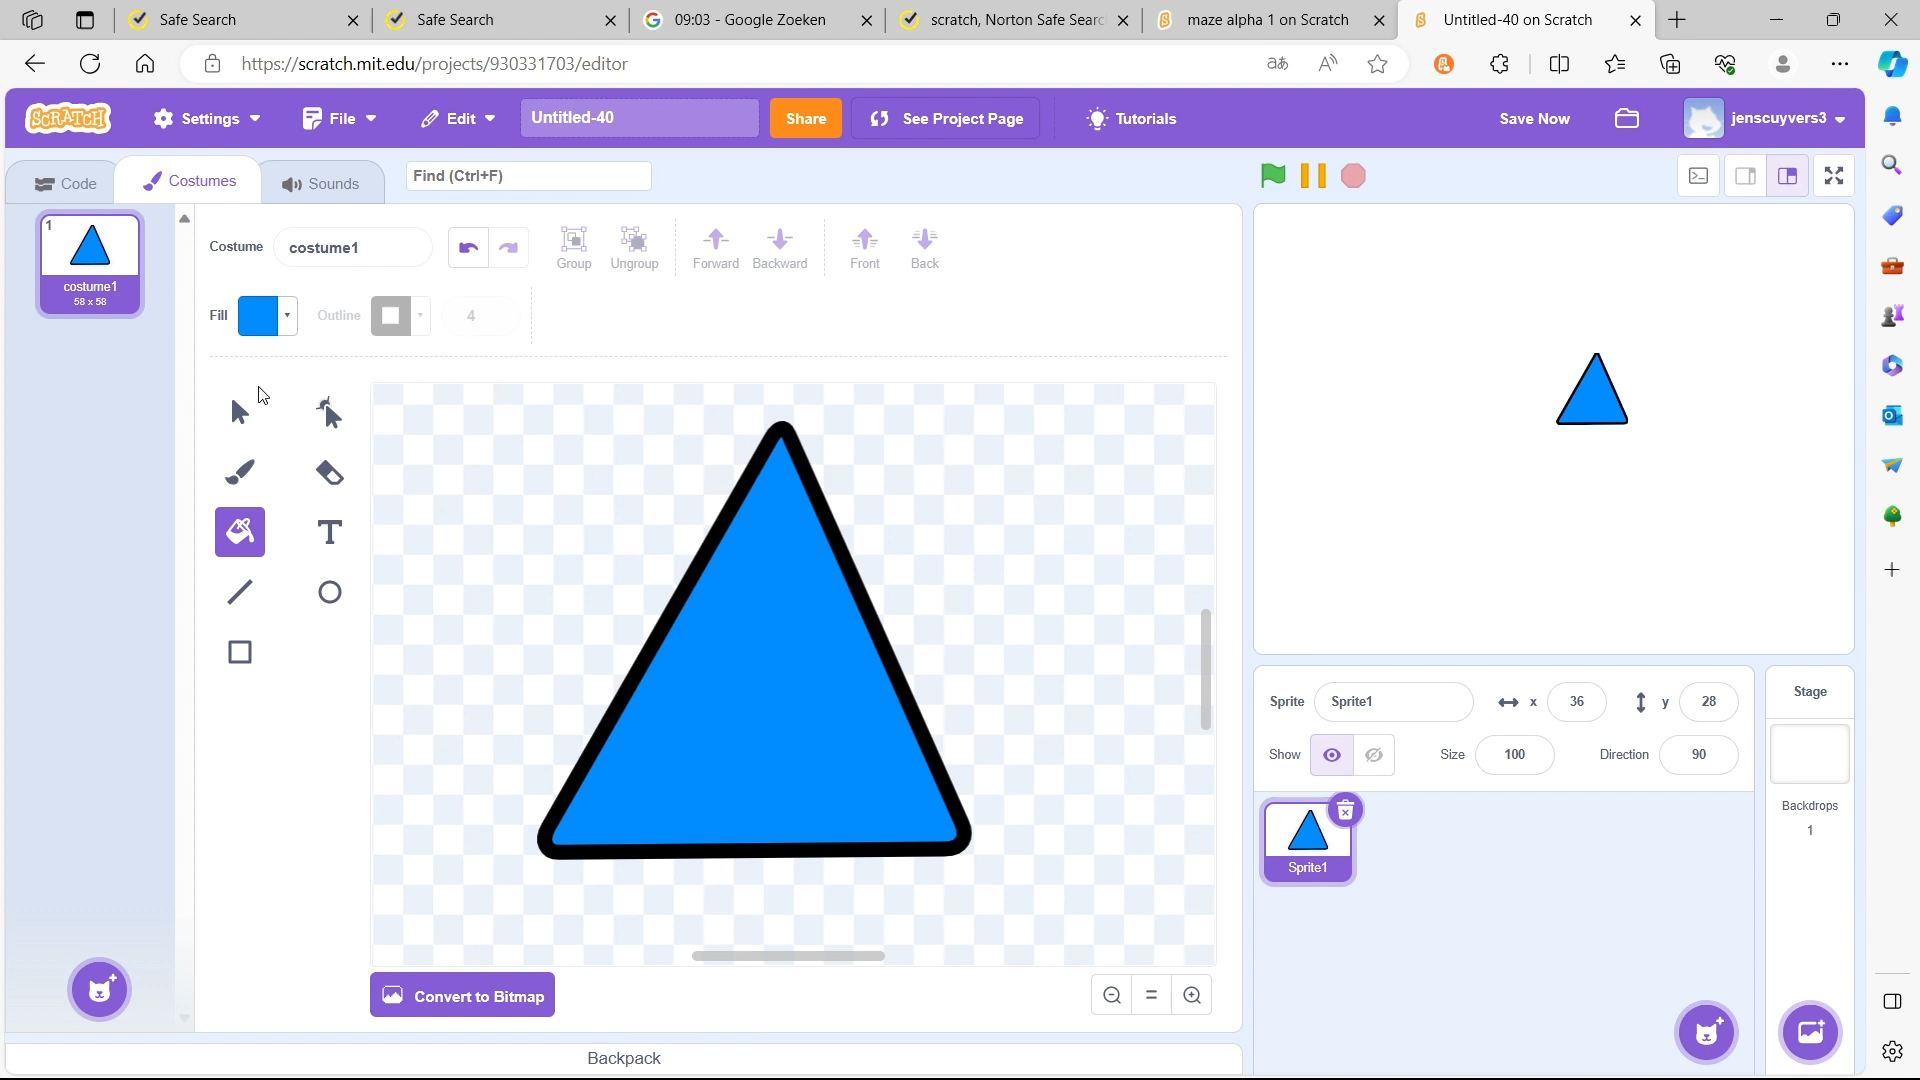 Safe Search
Safe Search
09:03 - Google Zoeken
scratch, Norton Safe Searc
maze alpha 1 on Scratch
Untitled-40 on Scratch
https://scratch.mit.edu/projects/930331703/editor
aあ
A
SCRATCH
Settings
File
Edit
Untitled-40
Share
See Project Page
Tutorials
Save Now
jenscuyvers3
Code
Costumes
Sounds
Find (Ctrl+F)
1
costume1
58 x 58
Costume
costume1
Group
Ungroup
Forward
Backward
Front
Back
Fill
Outline
4
T
Convert to Bitmap
Backpack
Sprite
Sprite1
x
36
y
28
Show
Size
100
Direction
90
Sprite1
Stage
Backdrops
1